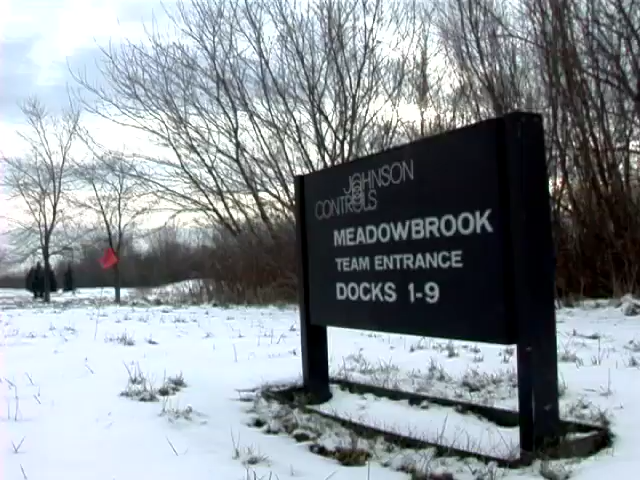 JOHNSON
CONTROLS
MEADOWBROOK
TEAM ENTRANCE
DOCKS 1-9